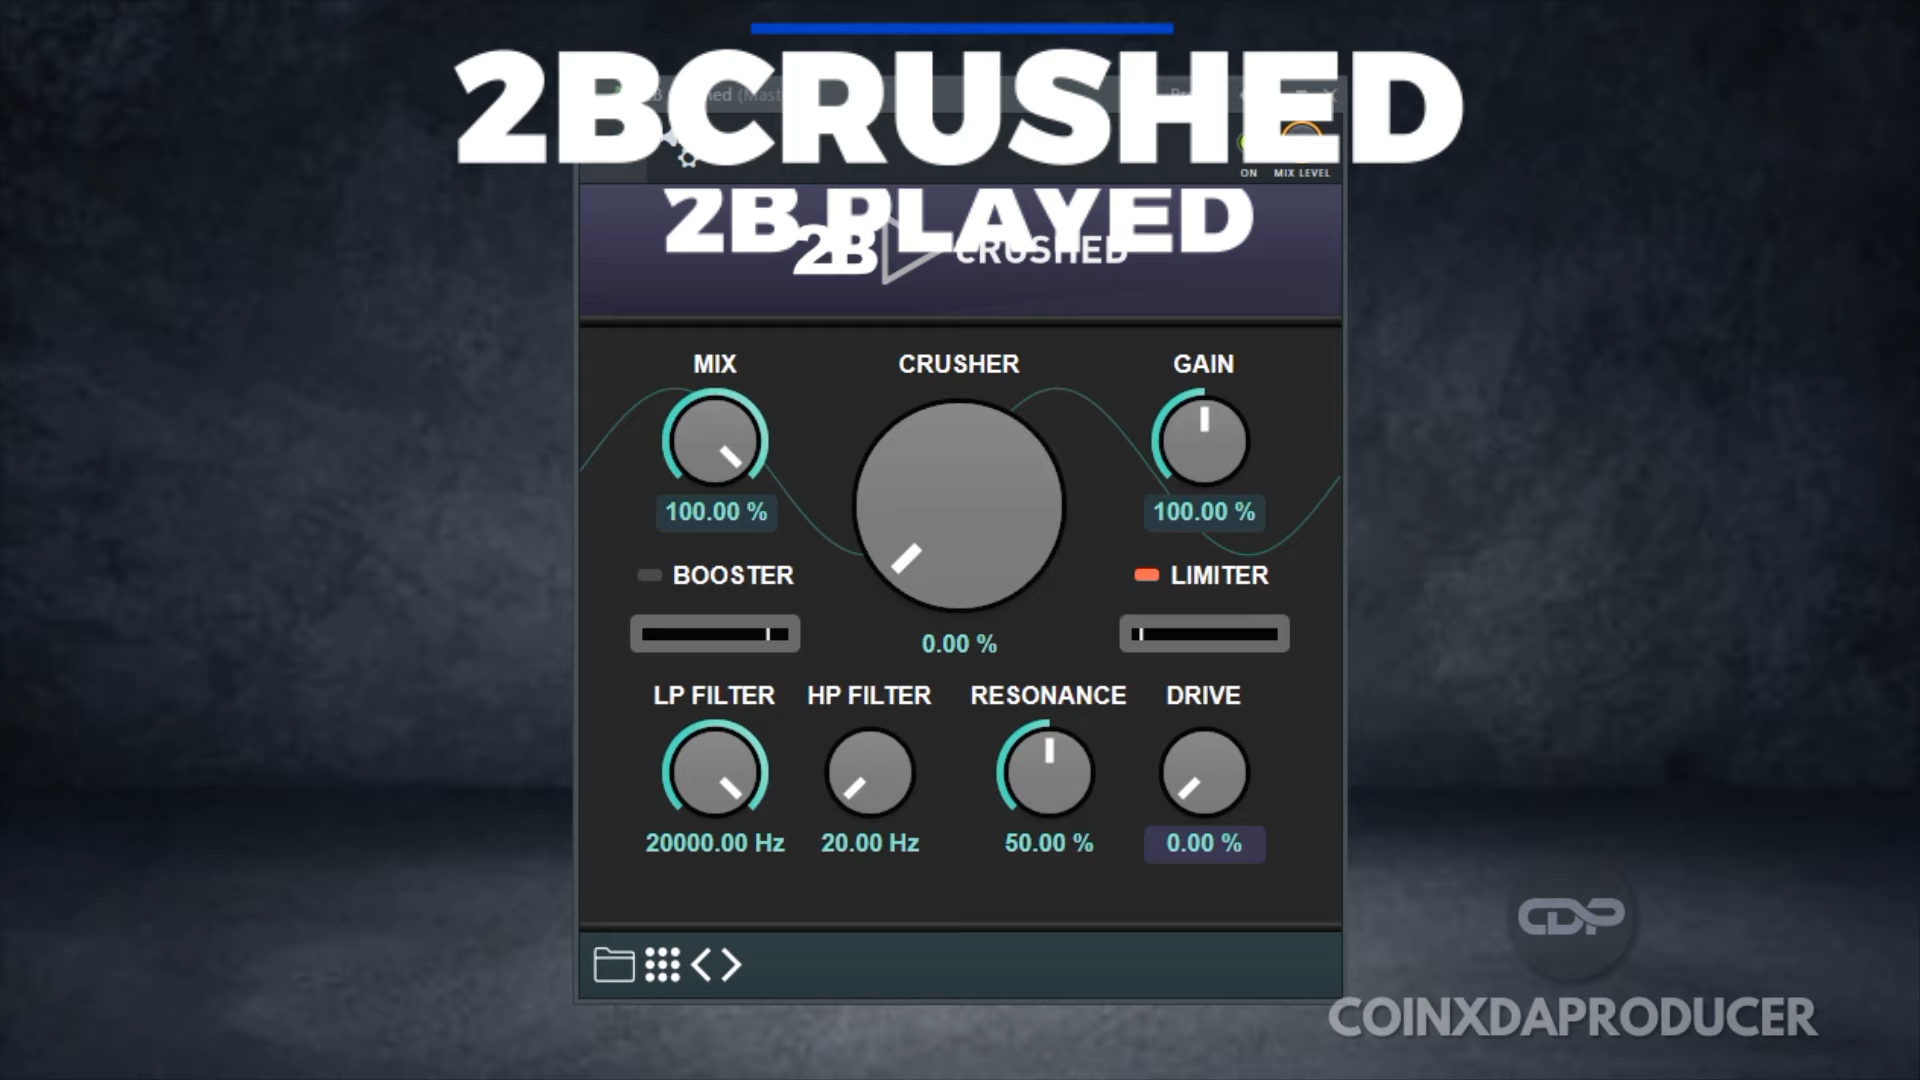 2BCRUSHED
ON MIX LEVEL
2B PLAYED
2B CRUSHED
MIX CRUSHER GAIN
100.00 % 100.00 %
BOOSTER LIMITER
0.00 %
LP FILTER HP FILTER RESONANCE DRIVE
20000.00 Hz 20.00 Hz 50.00 % 0.00 %
CDP
COINXDAPRODUCER